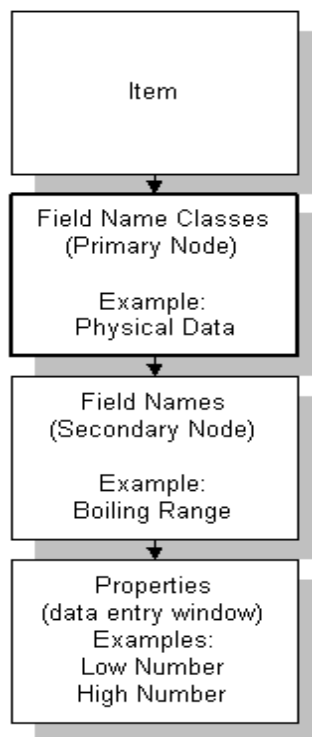 Item
Field Name Classes
(Primary Node)
Example:
Physical Data
Field Names
(Secondary Node)
Example:
Boiling Range
Properties
(data entry window)
Examples:
Low Number
High Number